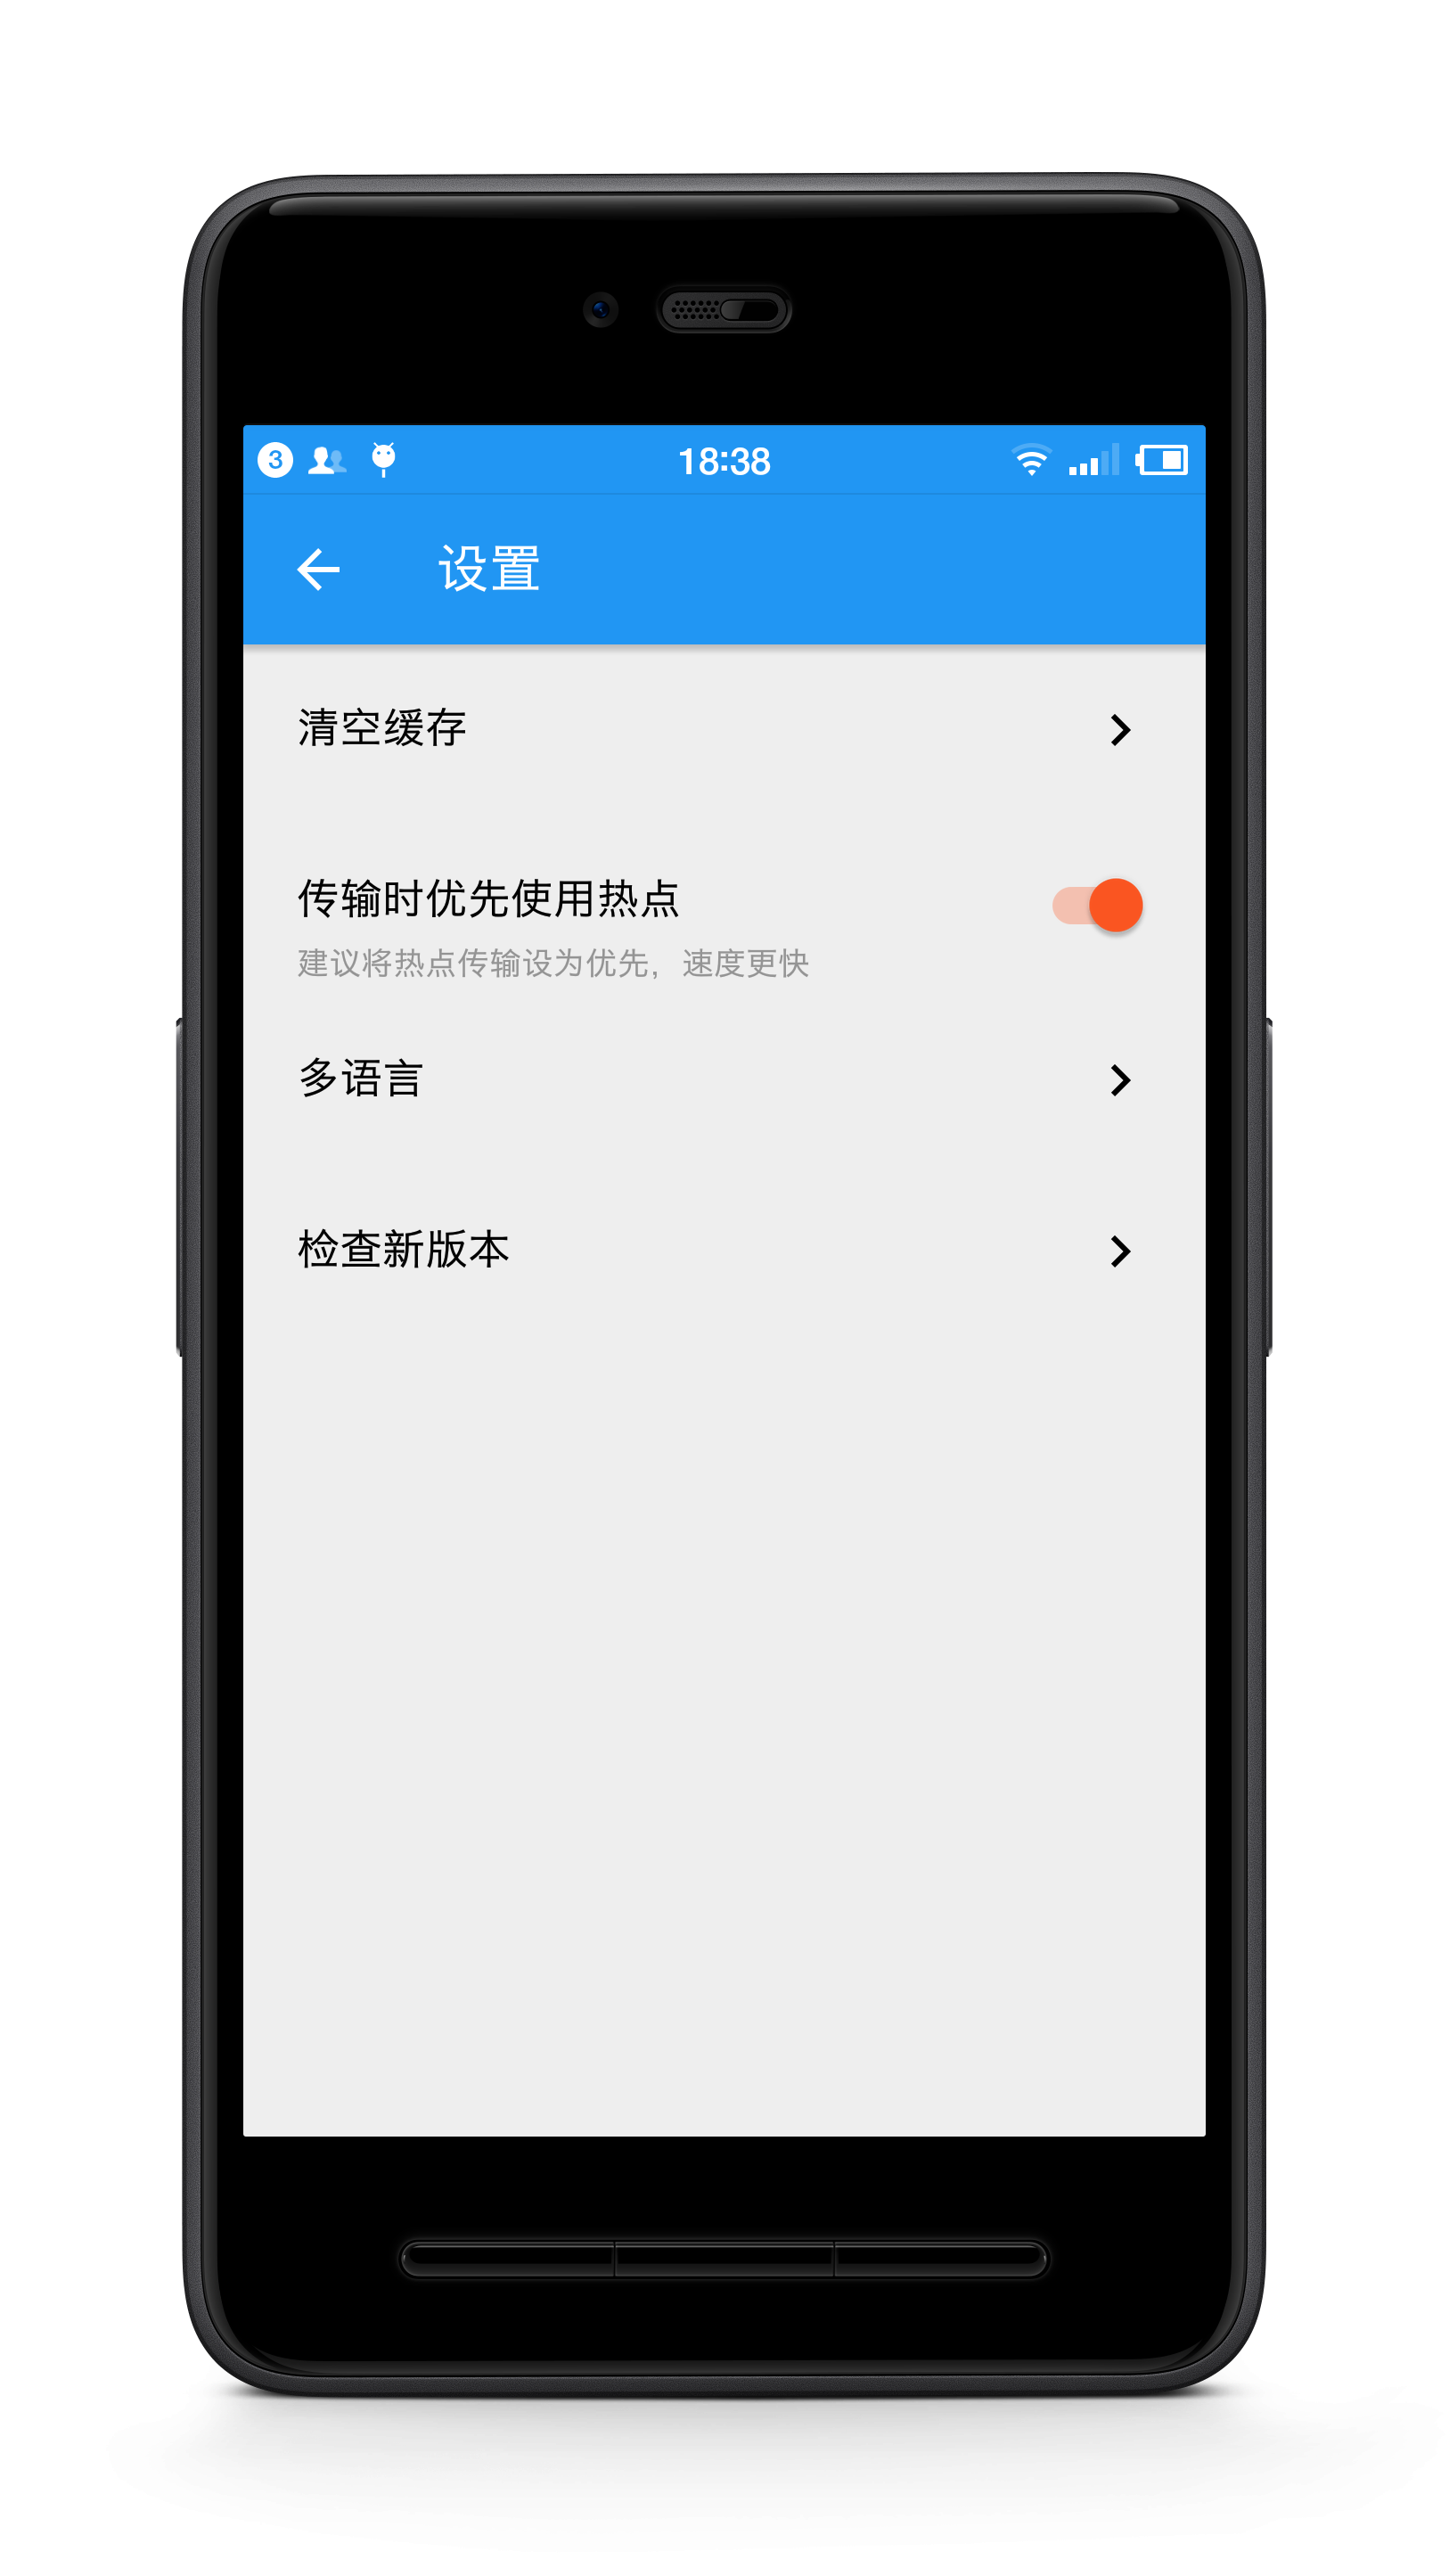 3 18:38
设置
清空缓存
传输时优先使用热点
建议将热点传输设为优先，速度更快
多语言
检查新版本